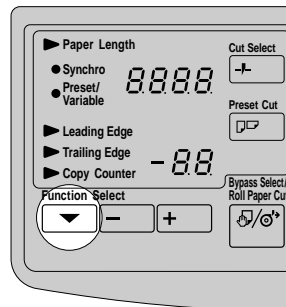 Paper Length
Synchro
Preset/
Variable
8888
Leading Edge
Trailing Edge
Copy Counter
-88
Function Select
Cut Select
Preset Cut
Bypass Select/
Roll Paper Cu